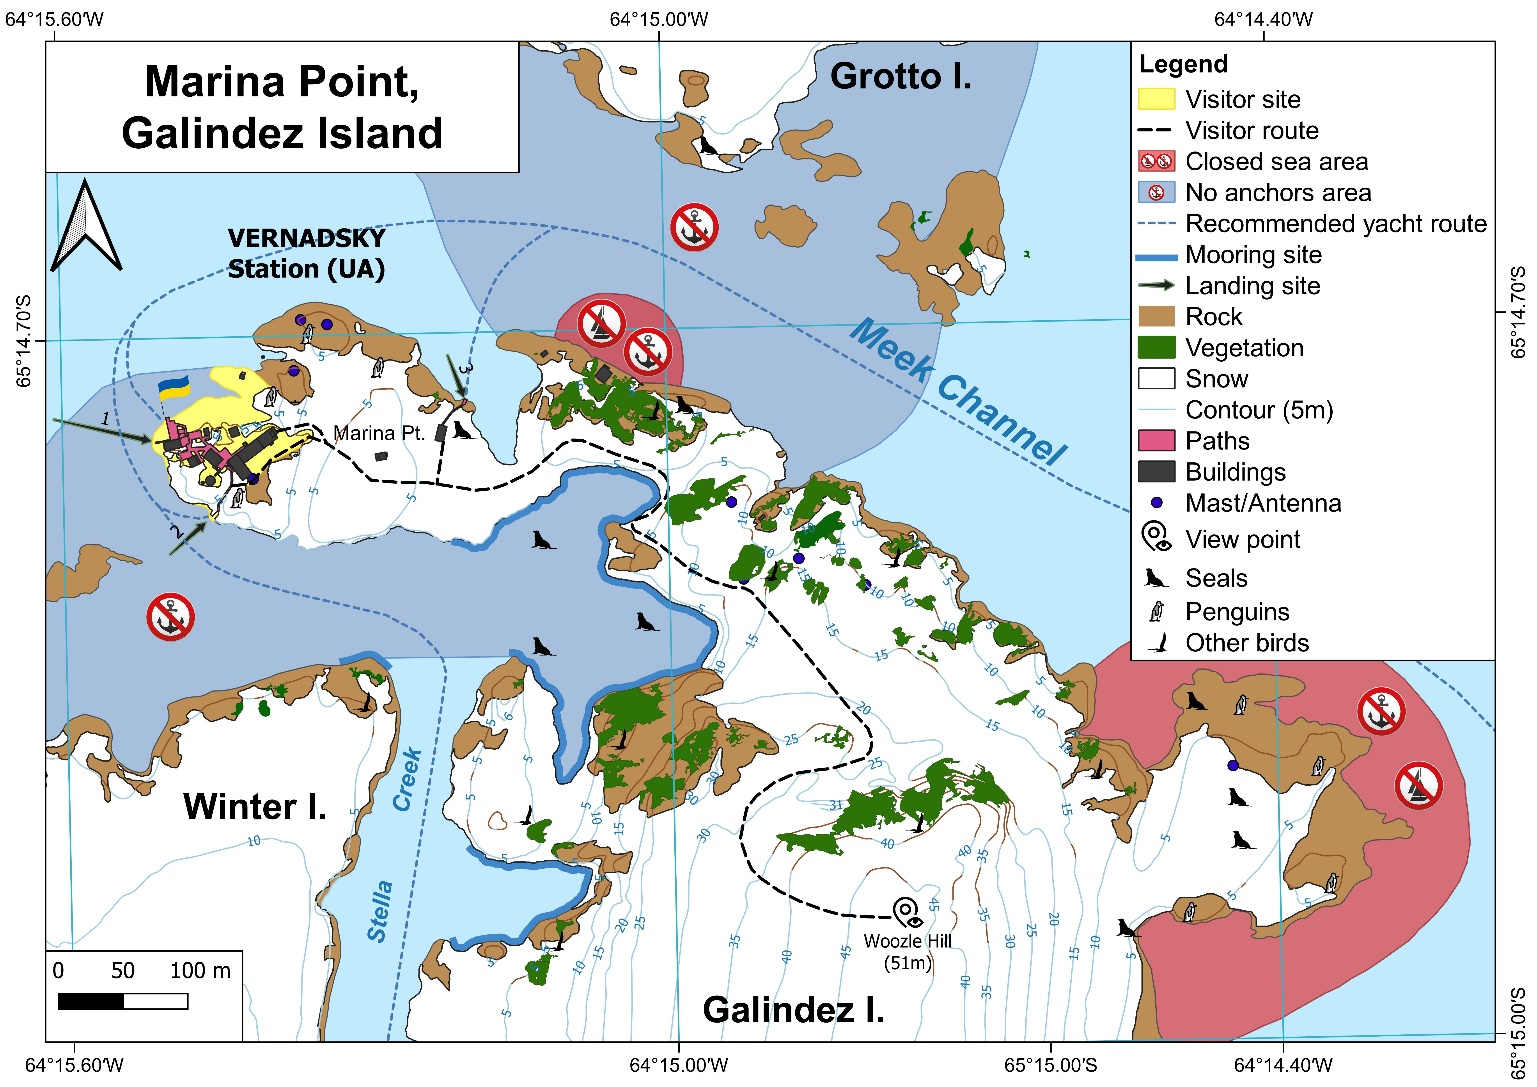 64°15.60'W
64°15.00'W
64°14.40'W
Marina Point,
Galindez Island
Grotto I.
Legend
Visitor site
Visitor route
Closed sea area
No anchors area
Recommended yacht route
Mooring site
Landing site
Rock
Vegetation
Snow
Contour (5m)
Paths
Buildings
Mast/Antenna
View point
Seals
Penguins
Other birds
VERNADSKY
Station (UA)
65°14.70'S
65°14.70'S
Meek Channel
1
2
3
Marina Pt.
Winter I.
Stella Creek
Woozle Hill
(51m)
Galindez I.
0 50 100 m
65°15.00'S
64°15.60'W
64°15.00'W
65°15.00'S
64°14.40'W